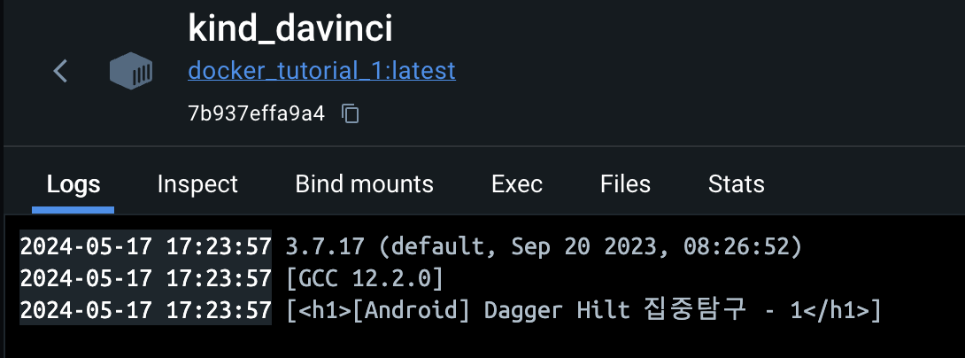 kind_davinci
docker_tutorial_1:latest
7b937effa9a4
Logs Inspect Bind mounts Exec Files Stats
2024-05-17 17:23:57 3.7.17 (default, Sep 20 2023, 08:26:52)
2024-05-17 17:23:57 [GCC 12.2.0]
2024-05-17 17:23:57 [<h1>[Android] Dagger Hilt 집중탐구 - 1</h1>]